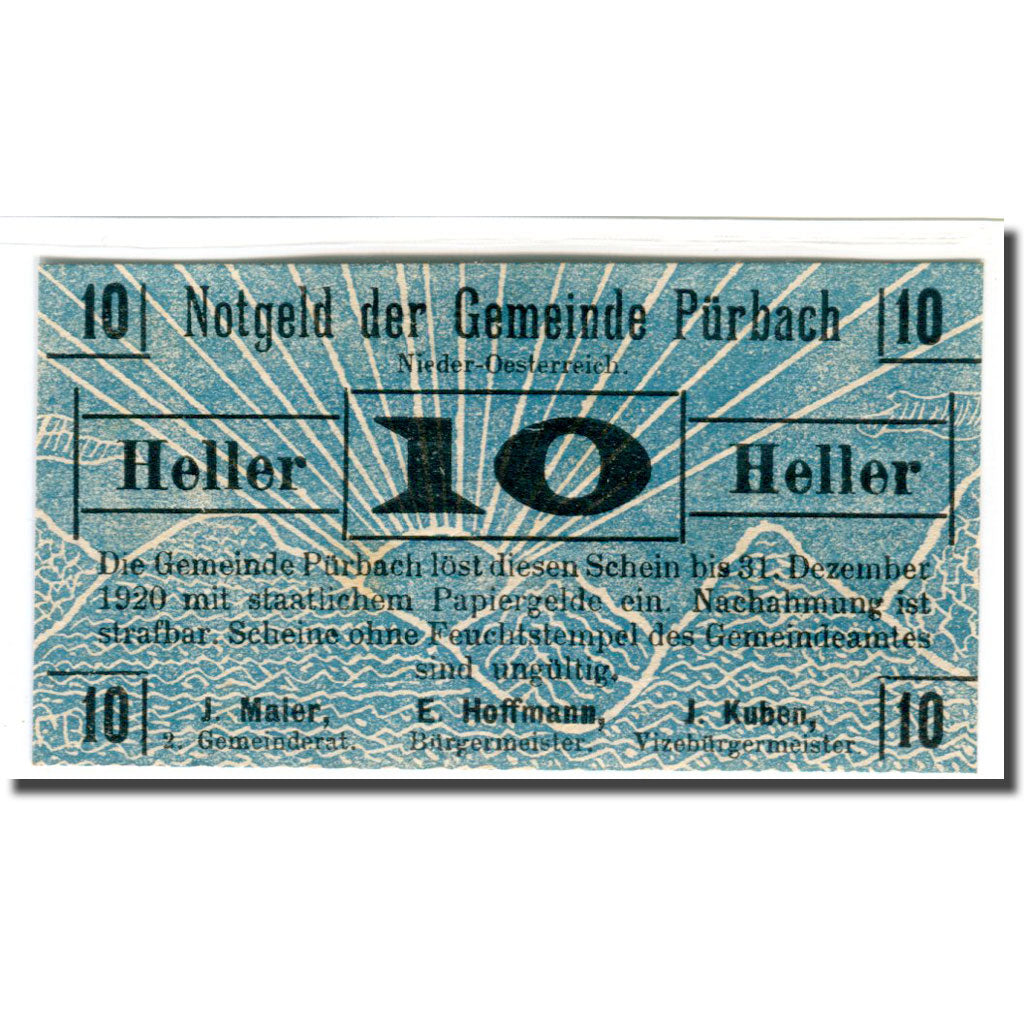 10 Notgeld der Gemeinde Pürbach 10
Nieder-Oesterreich.
Heller 10 Heller
Die Gemeinde Pürbach löst diesen Schein bis 31. Dezember
1920 mit staatlichem Papiergelde ein. Nachahmung ist
strafbar. Scheine ohne Feuchtstempel des Gemeindeamtes
sind ungültig.
10 J. Maier, E. Hoffmann, J. Kuben, 10
2. Gemeinderat. Bürgermeister. Vizebürgermeister.